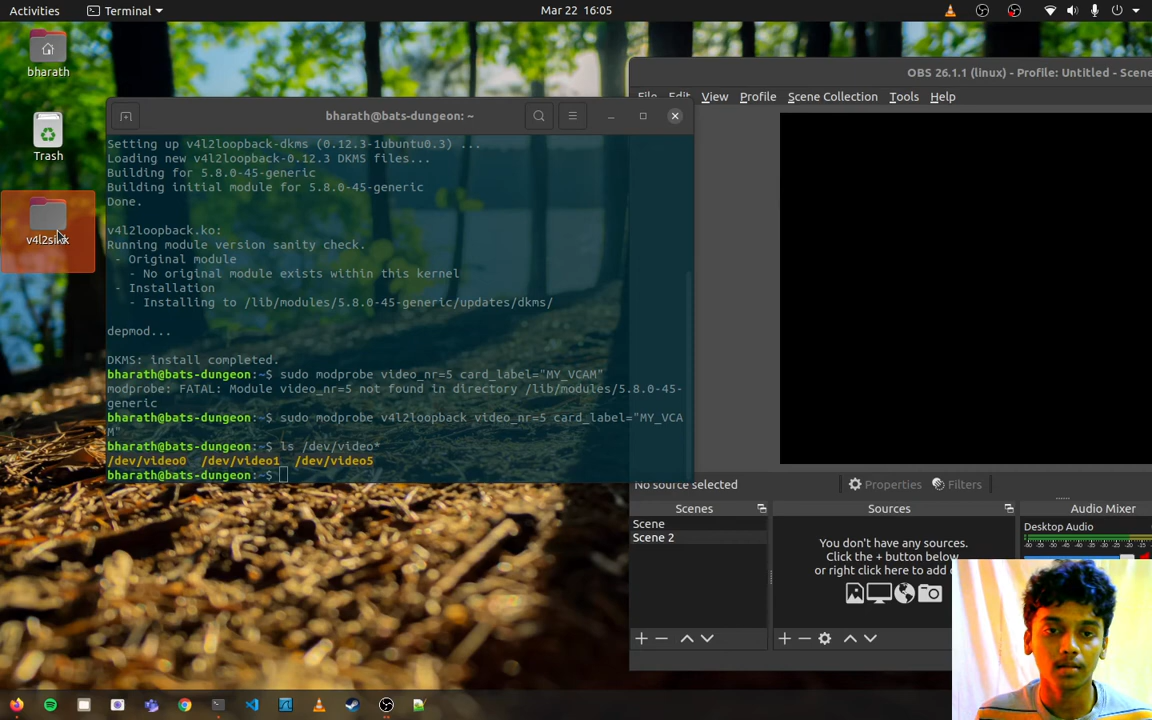 Activities
Terminal
Mar 22 16:05
bharath
Trash
bharath@bats-dungeon: ~
Setting up v4l2loopback-dkms (0.12.3-1ubuntu0.3) ...
Loading new v4l2loopback-0.12.3 DKMS files...
Building for 5.8.0-45-generic
Building initial module for 5.8.0-45-generic
Done.
v4l2loopback.ko:
Running module version sanity check.
- Original module
- No original module exists within this kernel
- Installation
- Installing to /lib/modules/5.8.0-45-generic/updates/dkms/
depmod...
DKMS: install completed.
bharath@bats-dungeon:~$ sudo modprobe video_nr=5 card_label="MY_VCAM"
modprobe: FATAL: Module video_nr=5 not found in directory /lib/modules/5.8.0-45-
generic
bharath@bats-dungeon:~$ sudo modprobe v4l2loopback video_nr=5 card_label="MY_VCA
M"
bharath@bats-dungeon:~$ ls /dev/video*
/dev/video0 /dev/video1 /dev/video5
bharath@bats-dungeon:~$
OBS 26.1.1 (linux) - Profile: Untitled - Scene
File Edit View Profile Scene Collection Tools Help
No source selected
Properties
Filters
Scenes
Scene
Scene 2
Sources
You don't have any sources.
Click the + button below
or right click here to add
Audio Mixer
Desktop Audio